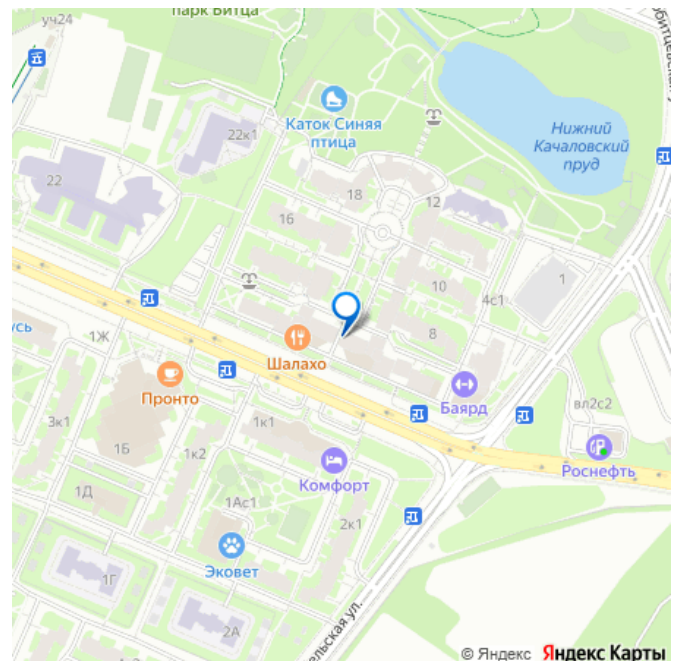 парк Битца
уч24
22к1
Каток Синяя
птица
Нижний
Качаловский
пруд
22
18
12
16
10
4с1
1
8
1Ж
Шалахо
Пронто
Баярд
вл2с2
3к1
1к1
1Б
1к2
Комфорт
Роснефть
1Д
1Ас1
2к1
Эковет
1Г
2А
© Яндекс Яндекс Карты